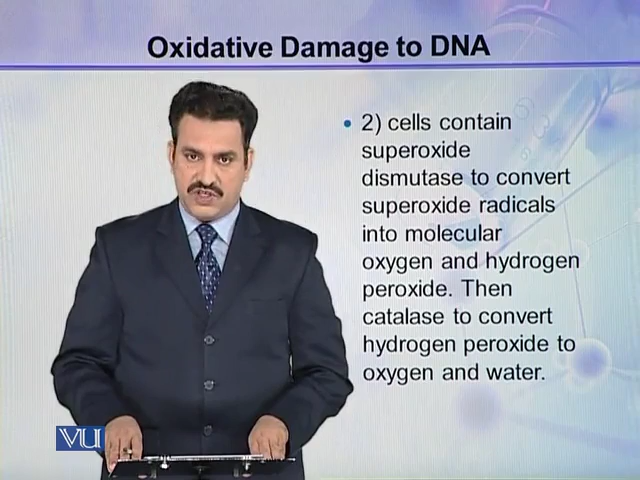 Oxidative Damage to DNA
• 2) cells contain
superoxide
dismutase to convert
superoxide radicals
into molecular
oxygen and hydrogen
peroxide. Then
catalase to convert
hydrogen peroxide to
oxygen and water.
VU